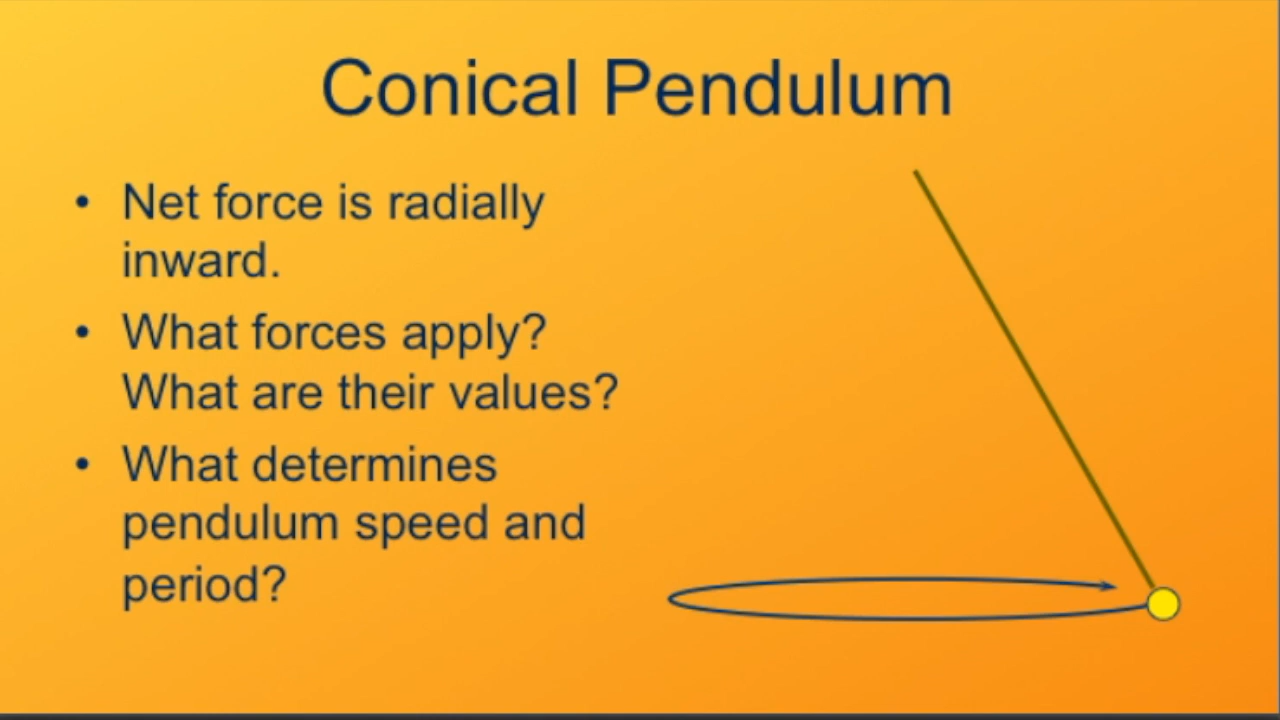 Conical Pendulum
• Net force is radially
inward.
• What forces apply?
What are their values?
• What determines
pendulum speed and
period?